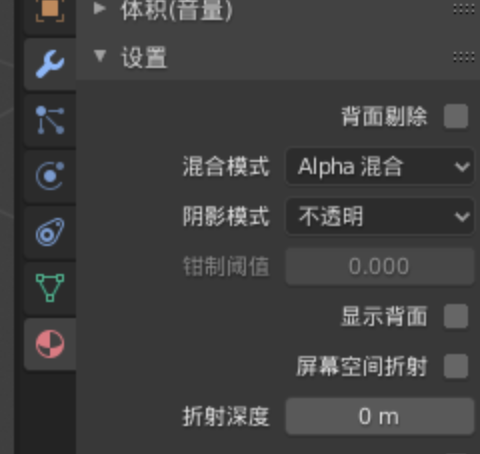 体积(音量)
设置
背面剔除
混合模式 Alpha 混合
阴影模式 不透明
钳制阈值 0.000
显示背面
屏幕空间折射
折射深度 0 m